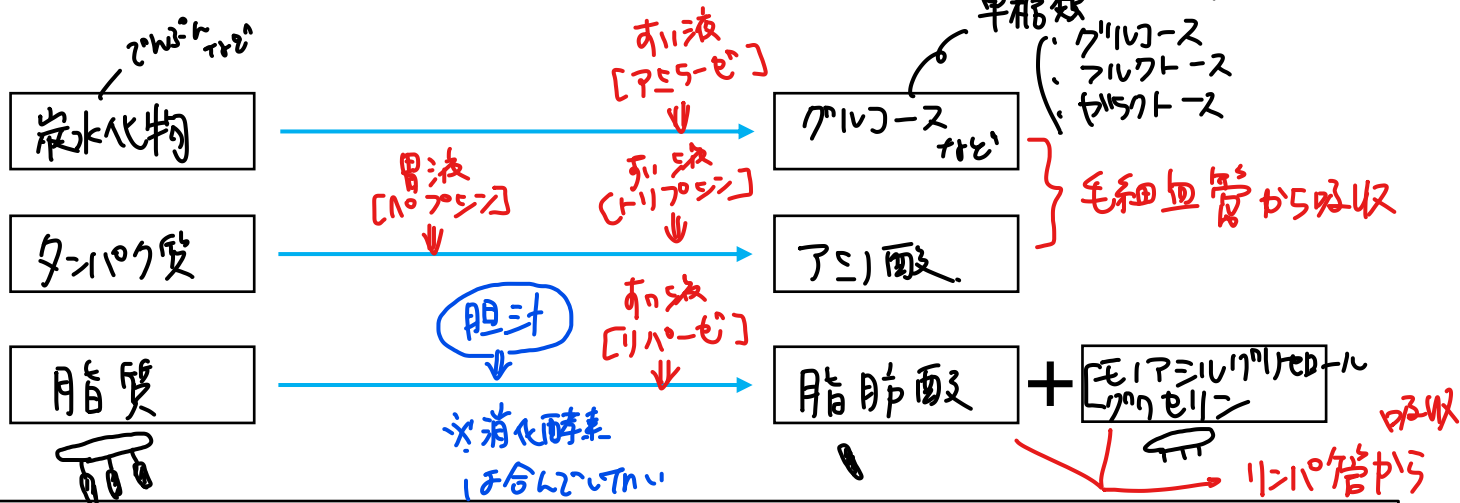 でんぷん など
炭水化物
すい液
[アミラーゼ]
グルコース
など
単糖類
・グルコース
・フルクトース
・ガラクトース
タンパク質
胃液
[ペプシン]
すい液
[トリプシン]
アミノ酸
毛細血管から吸収
脂質
胆汁
※消化酵素
は含んでいない
すい液
[リパーゼ]
脂肪酸
+
モノアシルグリセロール
グリセリン
吸収
リンパ管から